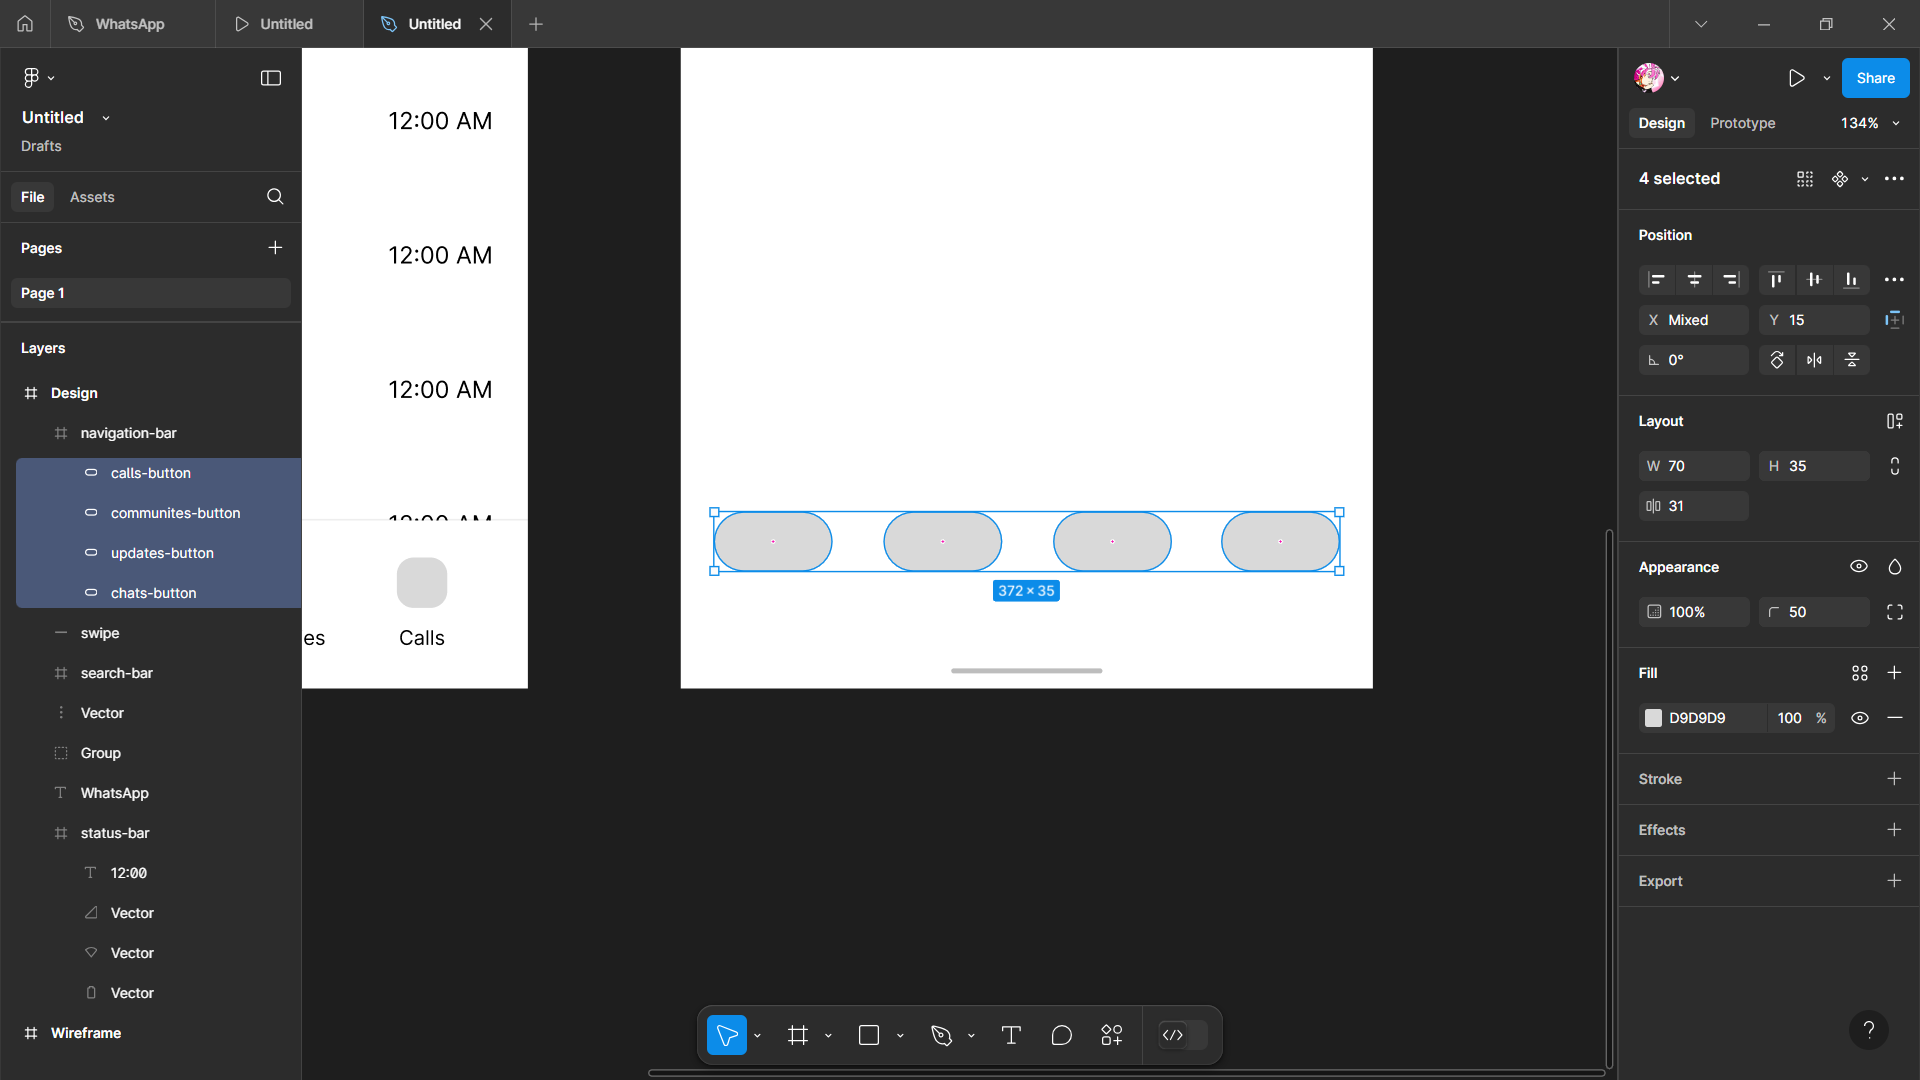 WhatsApp
Untitled
Untitled
Untitled
Drafts
File
Assets
Pages
Page 1
Layers
Design
navigation-bar
calls-button
communites-button
updates-button
chats-button
swipe
search-bar
Vector
Group
WhatsApp
status-bar
12:00
Vector
Vector
Vector
Wireframe
12:00 AM
12:00 AM
12:00 AM
12:00 AM
es
Calls
372 × 35
Share
Design
Prototype
134%
4 selected
Position
X Mixed
Y 15
0°
Layout
W 70
H 35
31
Appearance
100%
50
Fill
D9D9D9
100 %
Stroke
Effects
Export
?